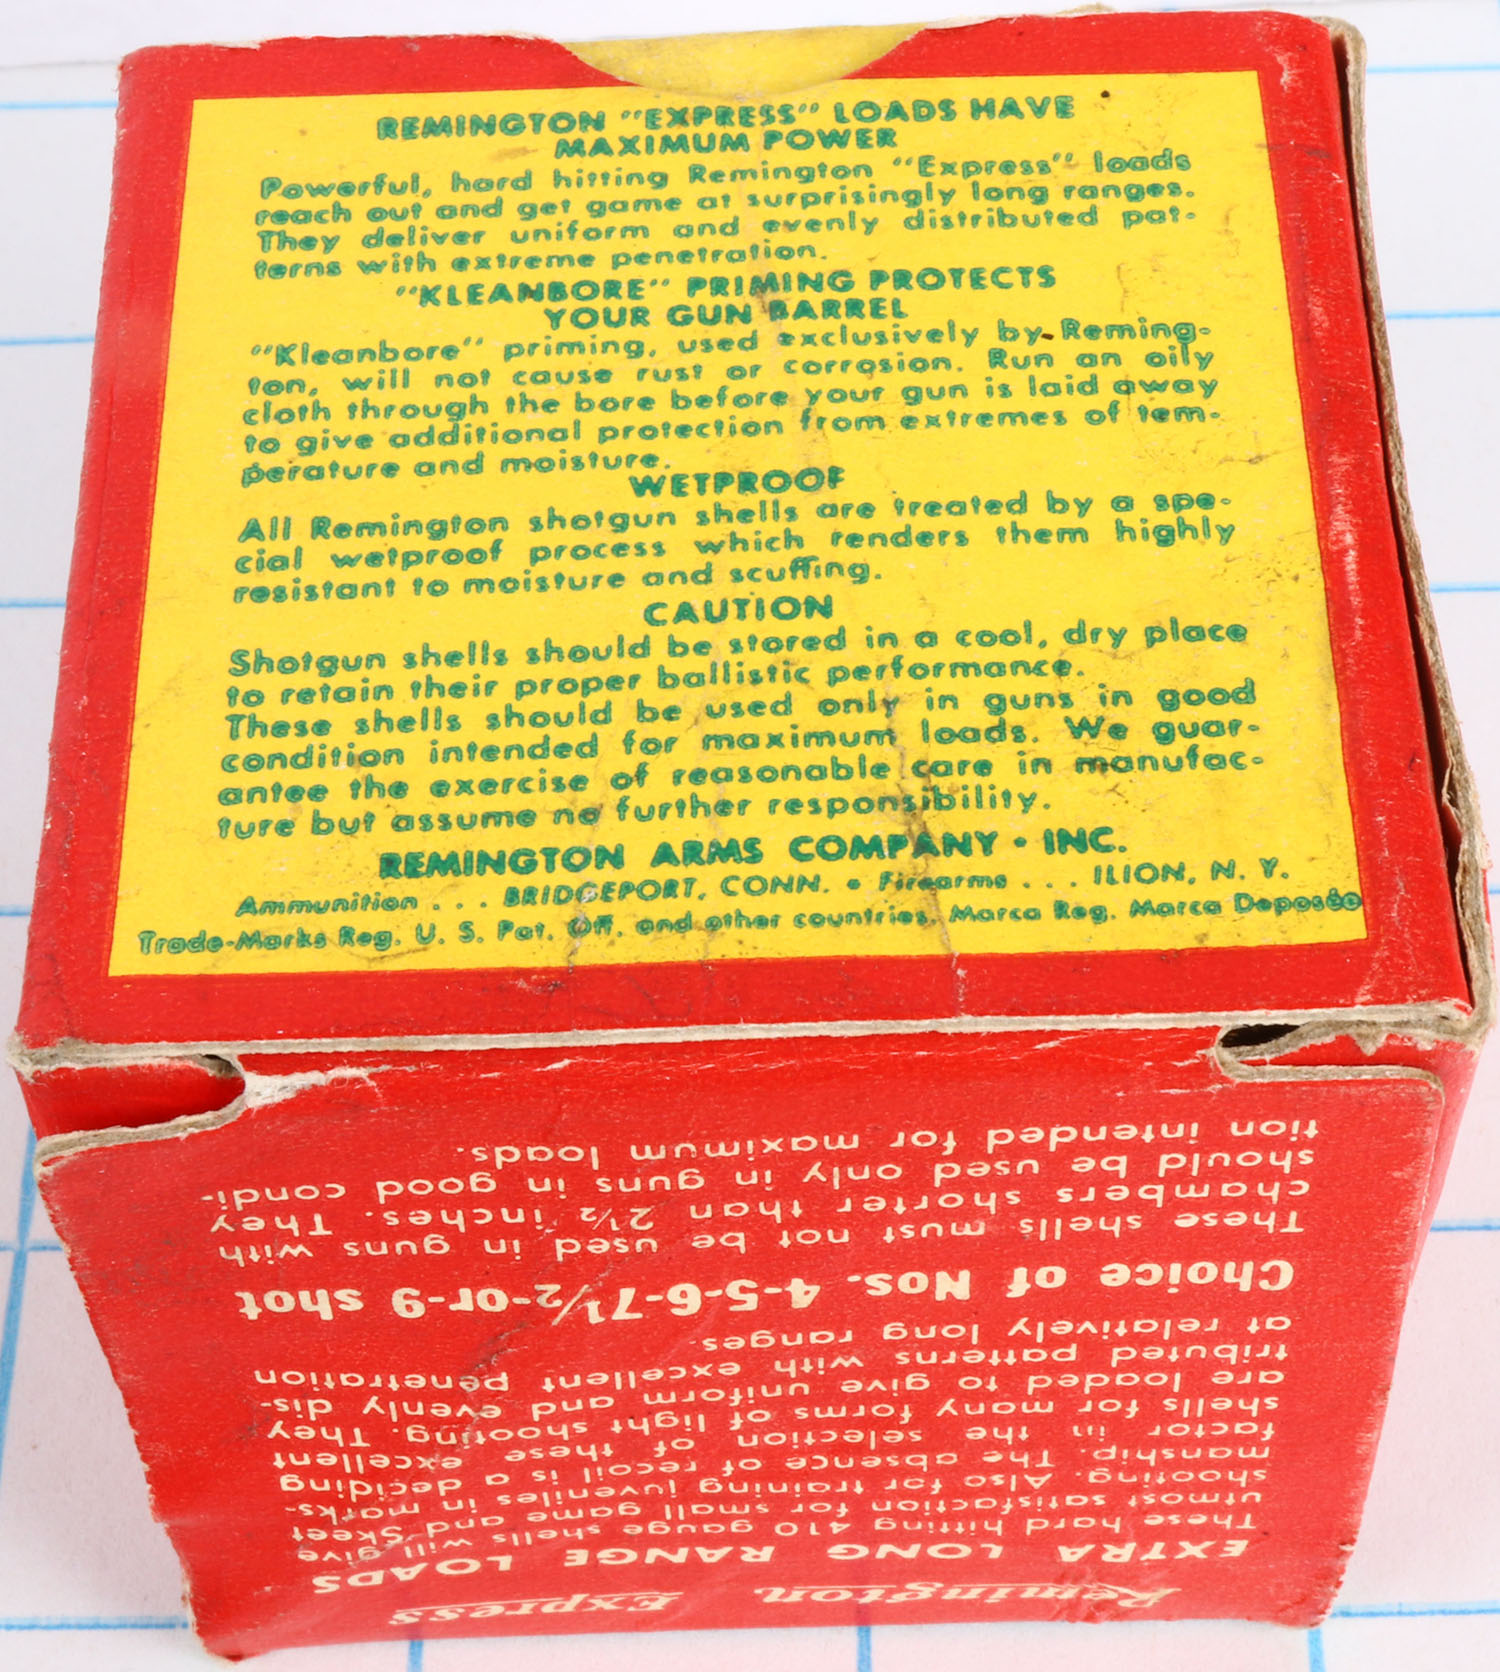 REMINGTON "EXPRESS" LOADS HAVE
MAXIMUM POWER
Powerful, hard hitting Remington "Express" loads
reach out and get game at surprisingly long ranges.
They deliver uniform and evenly distributed pat-
terns with extreme penetration.
"KLEANBORE" PRIMING PROTECTS
YOUR GUN BARREL
"Kleanbore" priming, used exclusively by Reming-
ton, will not cause rust or corrosion. Run an oily
cloth through the bore before your gun is laid away
to give additional protection from extremes of tem-
perature and moisture.
WETPROOF
All Remington shotgun shells are treated by a spe-
cial wetproof process which renders them highly
resistant to moisture and scuffing.
CAUTION
Shotgun shells should be stored in a cool, dry place
to retain their proper ballistic performance.
These shells should be used only in guns in good
condition intended for maximum loads. We guar-
antee the exercise of reasonable care in manufac-
ture but assume no further responsibility.
REMINGTON ARMS COMPANY • INC.
Ammunition . . . BRIDGEPORT, CONN. • Firearms . . . ILION, N. Y.
Trade-Marks Reg. U. S. Pat. Off. and other countries. Marca Reg. Marca Deposée
Remington Express
EXTRA LONG RANGE LOADS
These hard hitting 410 gauge shells will give
utmost satisfaction for small game and Skeet
shooting. Also for training juveniles in marks-
manship. The absence of recoil is a deciding
factor in the selection of these excellent
shells for many forms of light shooting. They
are loaded to give uniform and evenly dis-
tributed patterns with excellent penetration
at relatively long ranges.
Choice of Nos. 4-5-6-7½-or-9 shot
These shells must not be used in guns with
chambers shorter than 2½ inches. They
should be used only in guns in good condi-
tion intended for maximum loads.